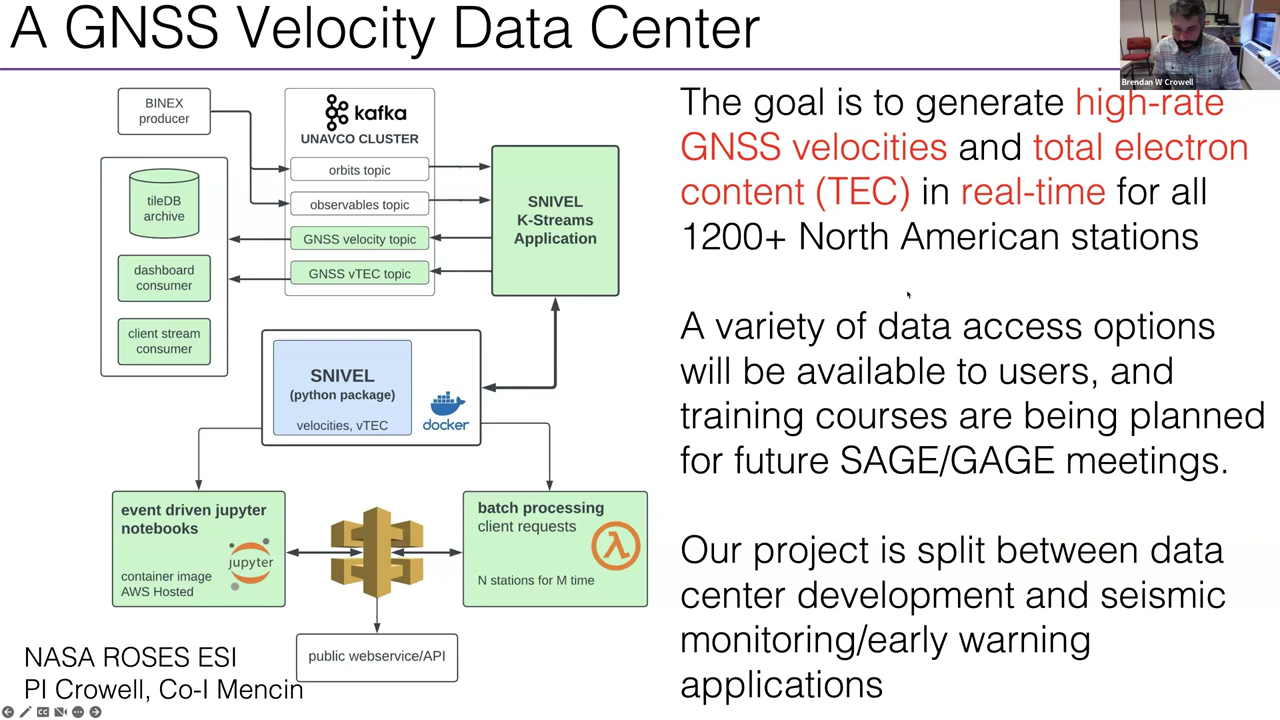 A GNSS Velocity Data Center
Brendan W Crowell
BINEX
producer
kafka
UNAVCO CLUSTER
orbits topic
observables topic
GNSS velocity topic
GNSS vTEC topic
SNIVEL
K-Streams
Application
tileDB
archive
dashboard
consumer
client stream
consumer
SNIVEL
(python package)
velocities, vTEC
docker
event driven jupyter
notebooks
jupyter
container image
AWS Hosted
batch processing
client requests
λ
N stations for M time
public webservice/API
NASA ROSES ESI
PI Crowell, Co-I Mencin
The goal is to generate high-rate
GNSS velocities and total electron
content (TEC) in real-time for all
1200+ North American stations
A variety of data access options
will be available to users, and
training courses are being planned
for future SAGE/GAGE meetings.
Our project is split between data
center development and seismic
monitoring/early warning
applications
CC